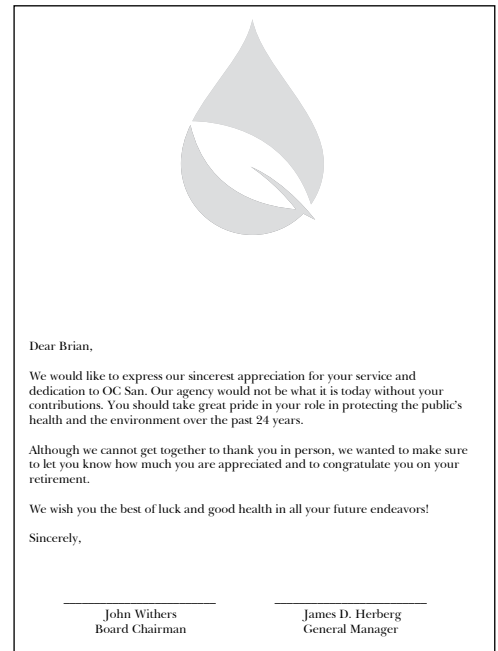 Dear Brian,
We would like to express our sincerest appreciation for your service and
dedication to OC San. Our agency would not be what it is today without your
contributions. You should take great pride in your role in protecting the public’s
health and the environment over the past 24 years.
Although we cannot get together to thank you in person, we wanted to make sure
to let you know how much you are appreciated and to congratulate you on your
retirement.
We wish you the best of luck and good health in all your future endeavors!
Sincerely,
John Withers James D. Herberg
Board Chairman General Manager